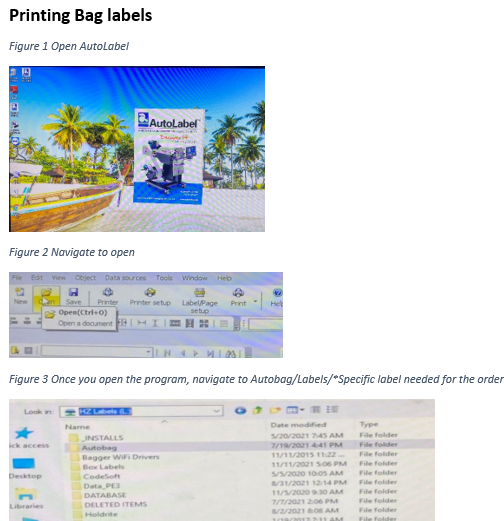 Printing Bag labels
Figure 1 Open AutoLabel
AutoLabel
Figure 2 Navigate to open
File Edit View Object Data sources Tools Window Help
New Open Save Printer Printer setup Label/Page setup Print Hel
Open(Ctrl+O)
Open a document
Figure 3 Once you open the program, navigate to Autobag/Labels/*Specific label needed for the order
Look in: HZ Labels (L:)
Name Date modified Type
_INSTALLS 5/20/2021 7:45 AM File folder
Autobag 7/19/2021 4:41 PM File folder
Bagger WiFi Drivers 11/11/2015 11:22 ... File folder
Box Labels 11/11/2021 5:06 PM File folder
CodeSoft 5/5/2020 10:05 AM File folder
Data_PE3 8/31/2021 12:14 PM File folder
DATABASE 11/5/2020 9:30 AM File folder
DELETED ITEMS 7/7/2021 2:06 PM File folder
Holdrite 8/2/2021 8:08 AM File folder
ick access
Desktop
Libraries